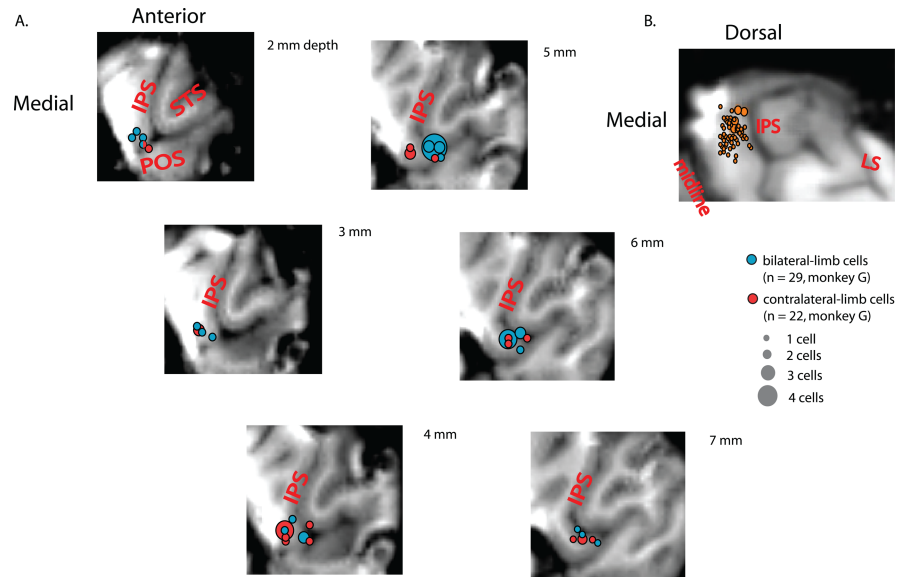 A.
Anterior
B.
Dorsal
2 mm depth
5 mm
Medial
IPS
STS
POS
IPS
Medial
IPS
midline
LS
3 mm
6 mm
IPS
IPS
bilateral-limb cells
(n = 29, monkey G)
contralateral-limb cells
(n = 22, monkey G)
1 cell
2 cells
3 cells
4 cells
4 mm
7 mm
IPS
IPS